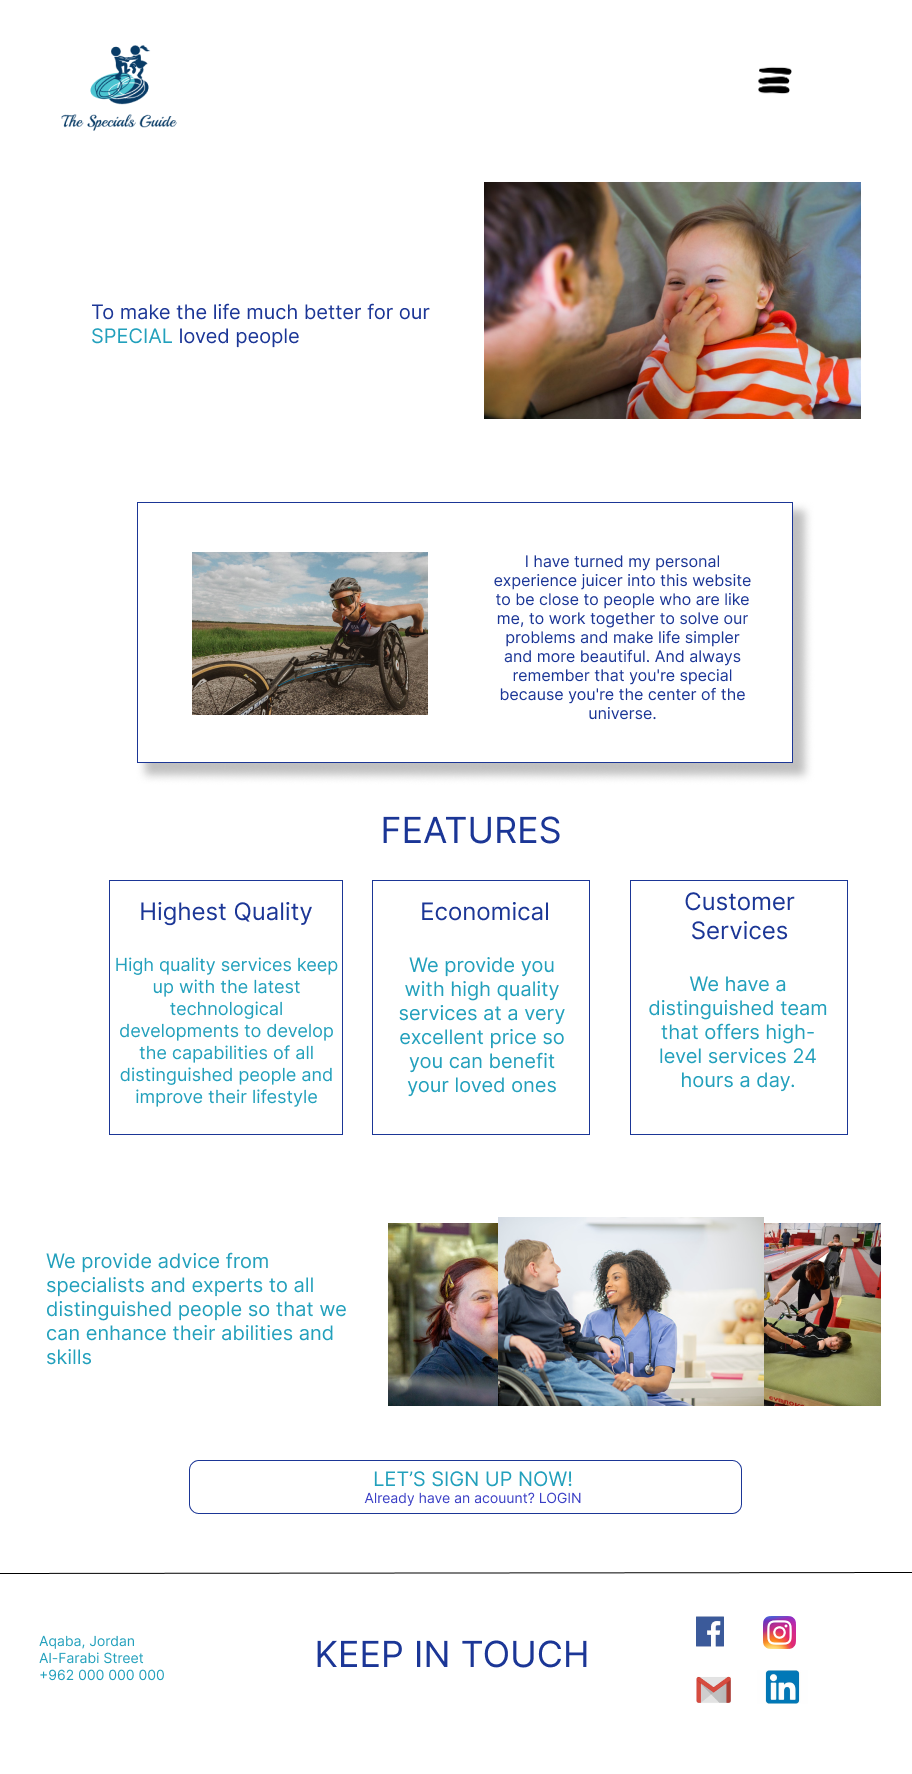 The Specials Guide
To make the life much better for our
SPECIAL loved people
I have turned my personal
experience juicer into this website
to be close to people who are like
me, to work together to solve our
problems and make life simpler
and more beautiful. And always
remember that you're special
because you're the center of the
universe.
FEATURES
Highest Quality
High quality services keep
up with the latest
technological
developments to develop
the capabilities of all
distinguished people and
improve their lifestyle
Economical
We provide you
with high quality
services at a very
excellent price so
you can benefit
your loved ones
Customer
Services
We have a
distinguished team
that offers high-
level services 24
hours a day.
We provide advice from
specialists and experts to all
distinguished people so that we
can enhance their abilities and
skills
LET’S SIGN UP NOW!
Already have an acouunt? LOGIN
Aqaba, Jordan
Al-Farabi Street
+962 000 000 000
KEEP IN TOUCH
in